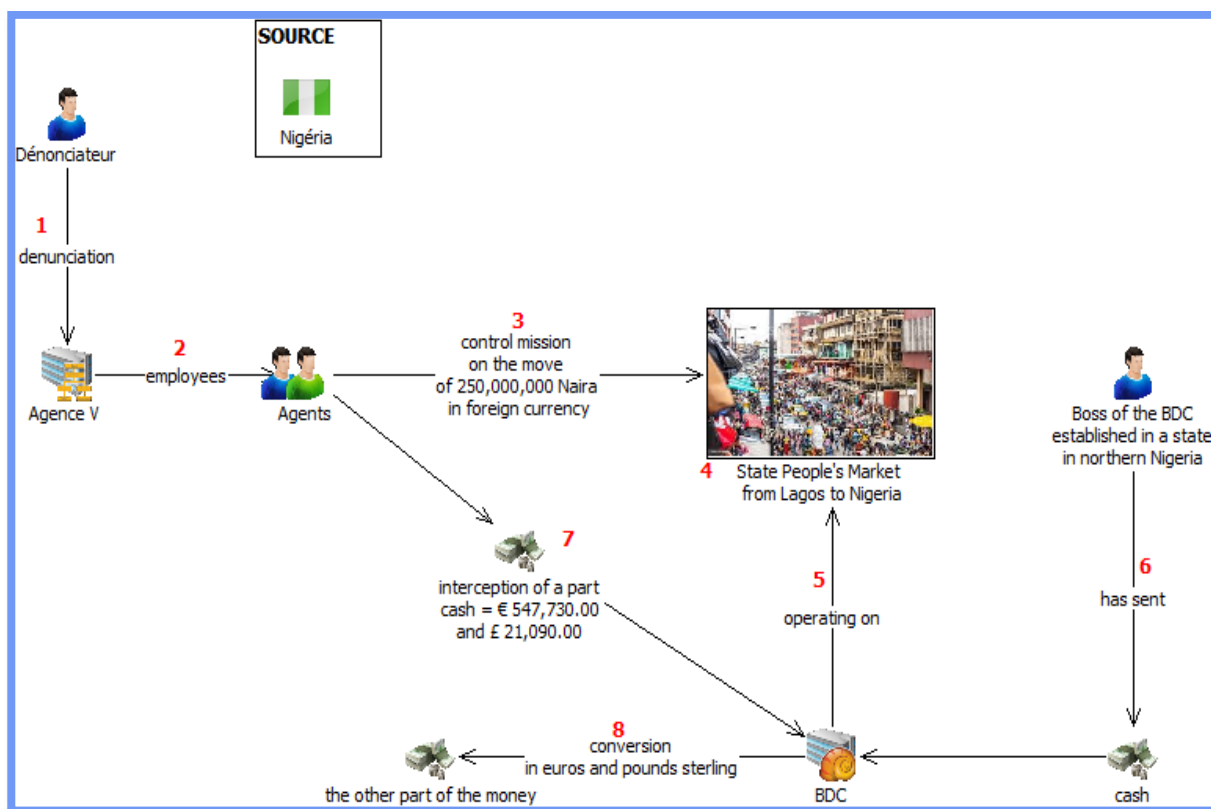 SOURCE
Nigéria
Dénonciateur
1
denunciation
2
employees
Agence V
Agents
3
control mission
on the move
of 250,000,000 Naira
in foreign currency
4
State People's Market
from Lagos to Nigeria
Boss of the BDC
established in a state
in northern Nigeria
5
operating on
6
has sent
7
interception of a part
cash = € 547,730.00
and £ 21,090.00
8
conversion
in euros and pounds sterling
the other part of the money
BDC
cash